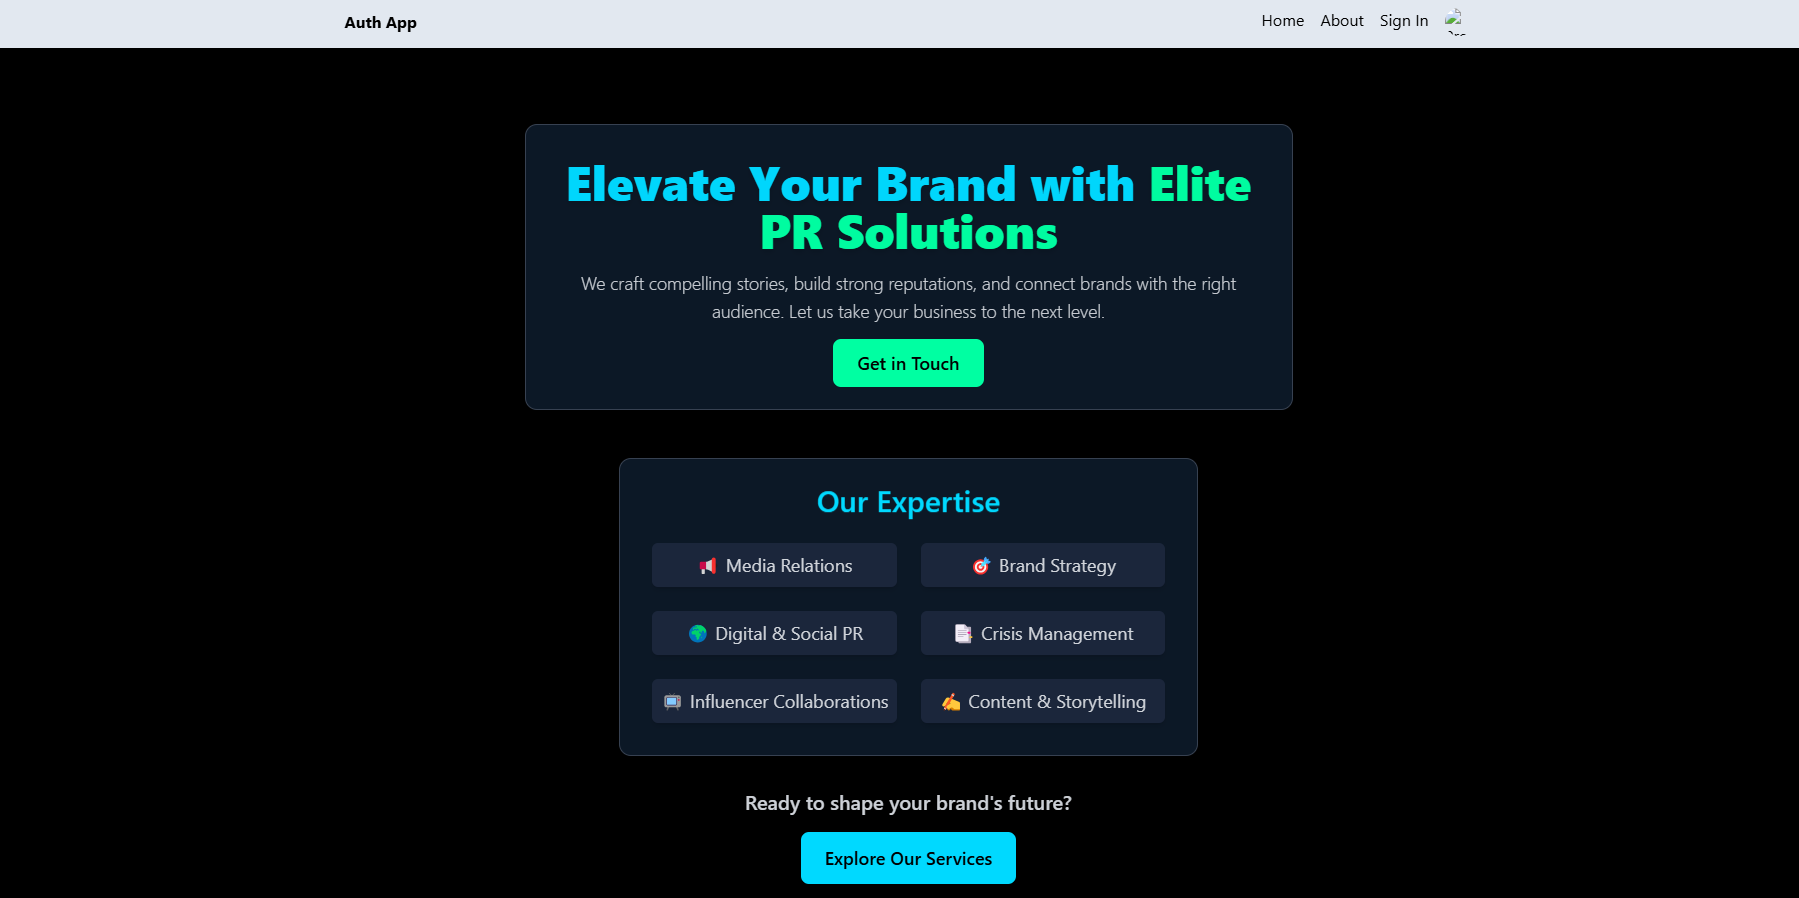 Auth App
Home About Sign In
Elevate Your Brand with Elite
PR Solutions
We craft compelling stories, build strong reputations, and connect brands with the right
audience. Let us take your business to the next level.
Get in Touch
Our Expertise
📢 Media Relations
🎯 Brand Strategy
🌍 Digital & Social PR
📑 Crisis Management
📺 Influencer Collaborations
✍️ Content & Storytelling
Ready to shape your brand's future?
Explore Our Services